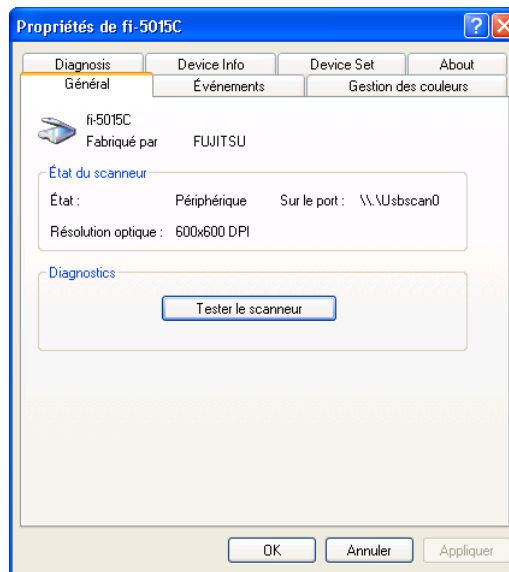 Propriétés de fi-5015C
Diagnosis Device Info Device Set About
Général Événements Gestion des couleurs
fi-5015C
Fabriqué par FUJITSU
État du scanneur
État : Périphérique Sur le port : \\.\Usbscan0
Résolution optique : 600x600 DPI
Diagnostics
Tester le scanneur
OK Annuler Appliquer